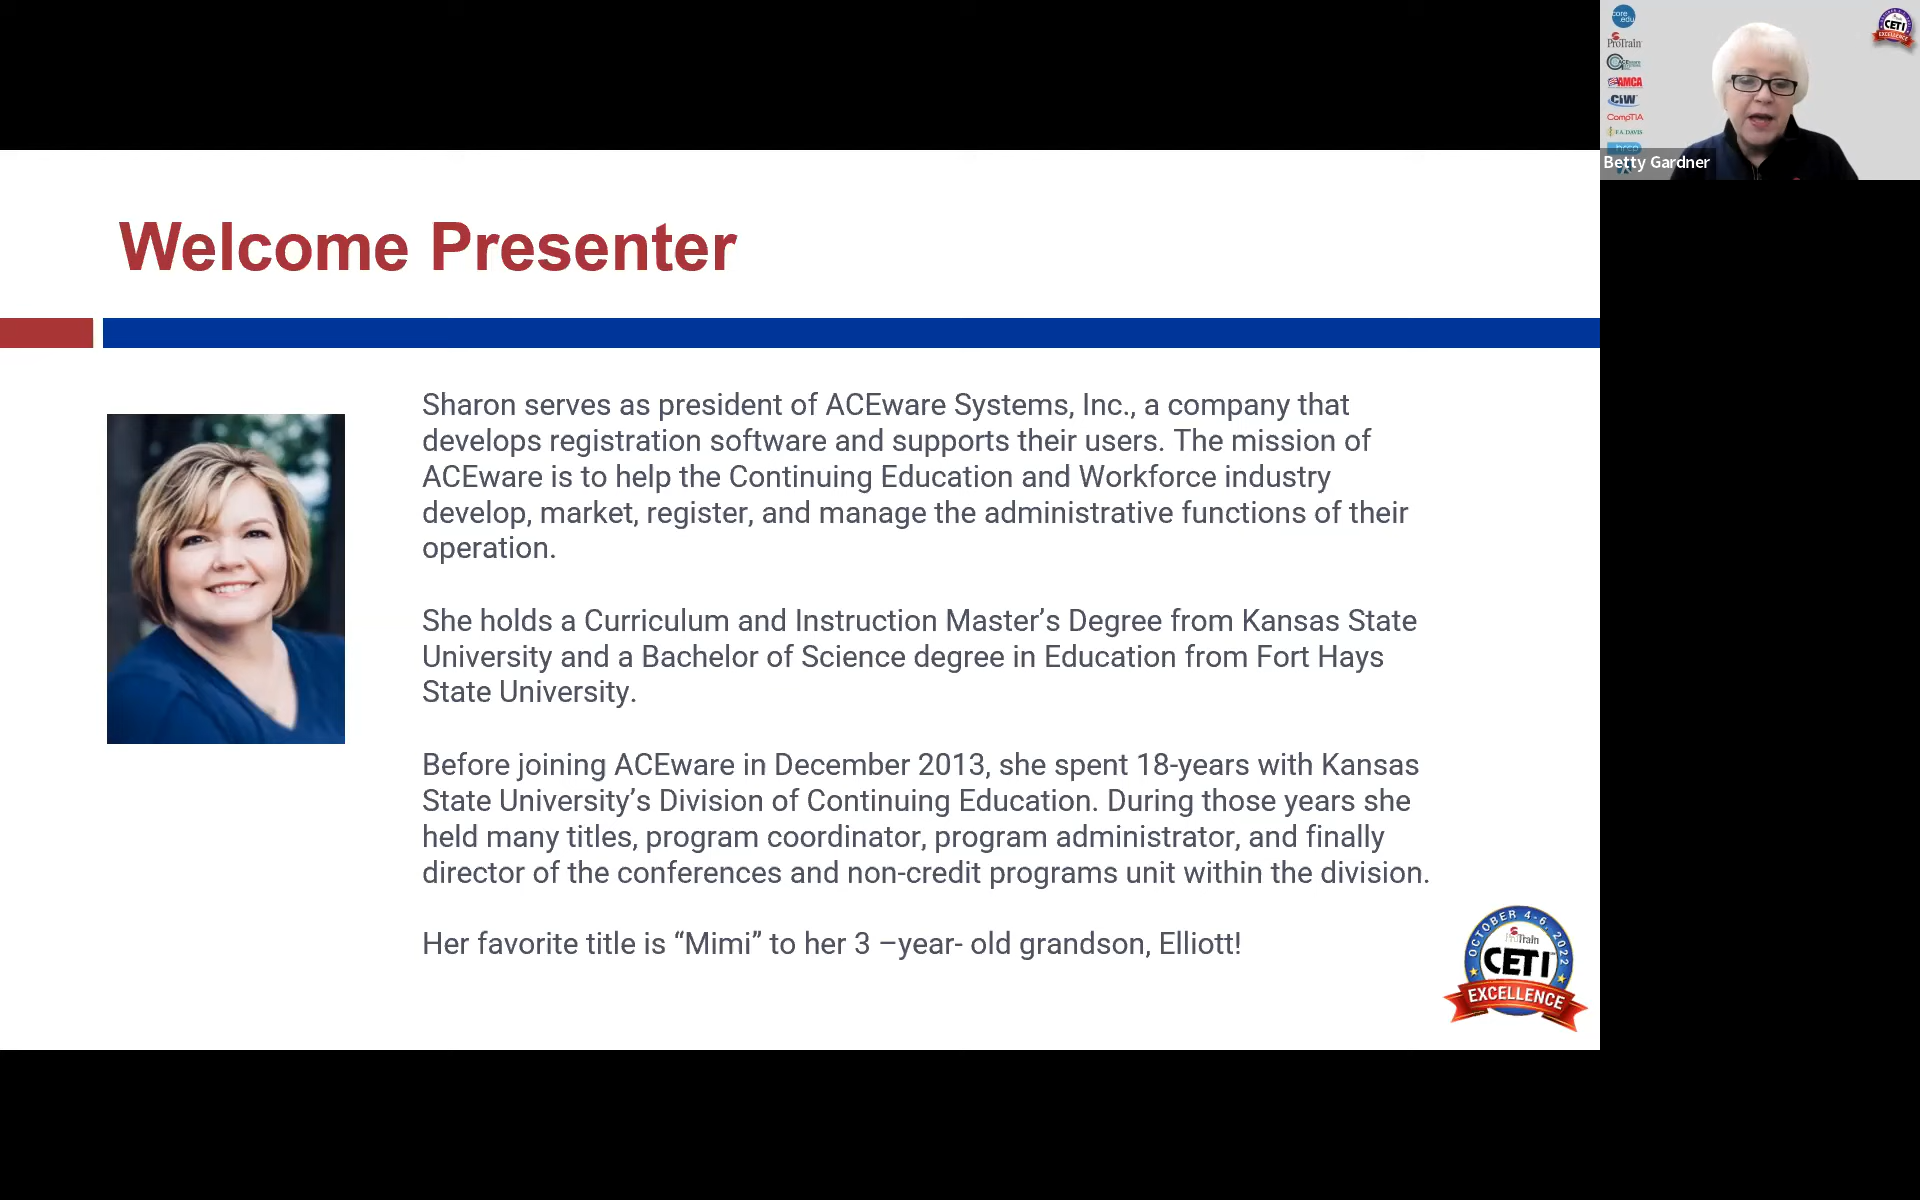 Welcome Presenter
Sharon serves as president of ACEware Systems, Inc., a company that
develops registration software and supports their users. The mission of
ACEware is to help the Continuing Education and Workforce industry
develop, market, register, and manage the administrative functions of their
operation.
She holds a Curriculum and Instruction Master’s Degree from Kansas State
University and a Bachelor of Science degree in Education from Fort Hays
State University.
Before joining ACEware in December 2013, she spent 18-years with Kansas
State University’s Division of Continuing Education. During those years she
held many titles, program coordinator, program administrator, and finally
director of the conferences and non-credit programs unit within the division.
Her favorite title is “Mimi” to her 3 –year- old grandson, Elliott!
OCTOBER 4-6, 2022
ProTrain
CETI
EXCELLENCE
core
edu
ProTrain
AMCA
CIW
CompTIA
F.A. DAVIS
hrco
Betty Gardner
CETI
EXCELLENCE